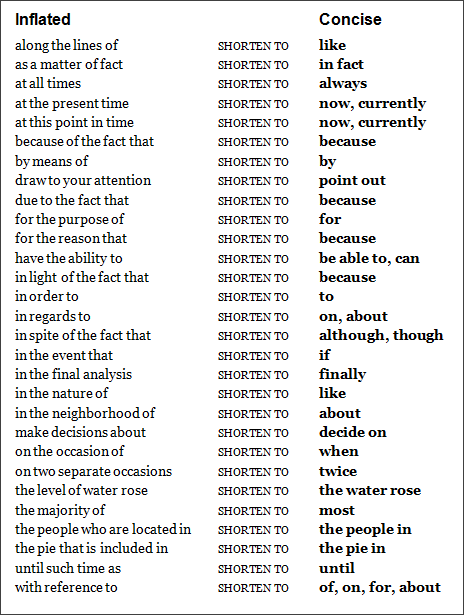 Inflated Concise
along the lines of SHORTEN TO like
as a matter of fact SHORTEN TO in fact
at all times SHORTEN TO always
at the present time SHORTEN TO now, currently
at this point in time SHORTEN TO now, currently
because of the fact that SHORTEN TO because
by means of SHORTEN TO by
draw to your attention SHORTEN TO point out
due to the fact that SHORTEN TO because
for the purpose of SHORTEN TO for
for the reason that SHORTEN TO because
have the ability to SHORTEN TO be able to, can
in light of the fact that SHORTEN TO because
in order to SHORTEN TO to
in regards to SHORTEN TO on, about
in spite of the fact that SHORTEN TO although, though
in the event that SHORTEN TO if
in the final analysis SHORTEN TO finally
in the nature of SHORTEN TO like
in the neighborhood of SHORTEN TO about
make decisions about SHORTEN TO decide on
on the occasion of SHORTEN TO when
on two separate occasions SHORTEN TO twice
the level of water rose SHORTEN TO the water rose
the majority of SHORTEN TO most
the people who are located in SHORTEN TO the people in
the pie that is included in SHORTEN TO the pie in
until such time as SHORTEN TO until
with reference to SHORTEN TO of, on, for, about